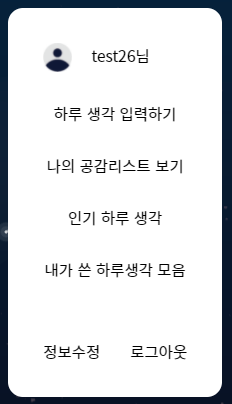 test26님
하루 생각 입력하기
나의 공감리스트 보기
인기 하루 생각
내가 쓴 하루생각 모음
정보수정 로그아웃